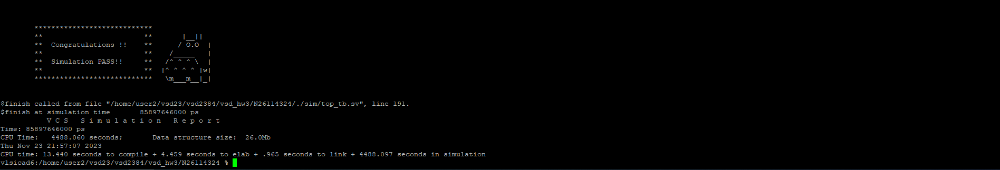 ****************************
**                        **         |__||
**  Congratulations !!    **        / O.O  |
**                        **      /_____   |
**  Simulation PASS!!     **     /^ ^ ^ \  |
**                        **  |^ ^ ^ ^ |w|
****************************   \m___m__|_|
$finish called from file "/home/user2/vsd23/vsd2384/vsd_hw3/N26114324/./sim/top_tb.sv", line 191.
$finish at simulation time       85897646000 ps
V C S   S i m u l a t i o n   R e p o r t
Time: 85897646000 ps
CPU Time:   4488.060 seconds;       Data structure size:  26.0Mb
Thu Nov 23 21:57:07 2023
CPU time: 13.440 seconds to compile + 4.459 seconds to elab + .965 seconds to link + 4488.097 seconds in simulation
vlsicad6:/home/user2/vsd23/vsd2384/vsd_hw3/N26114324 %